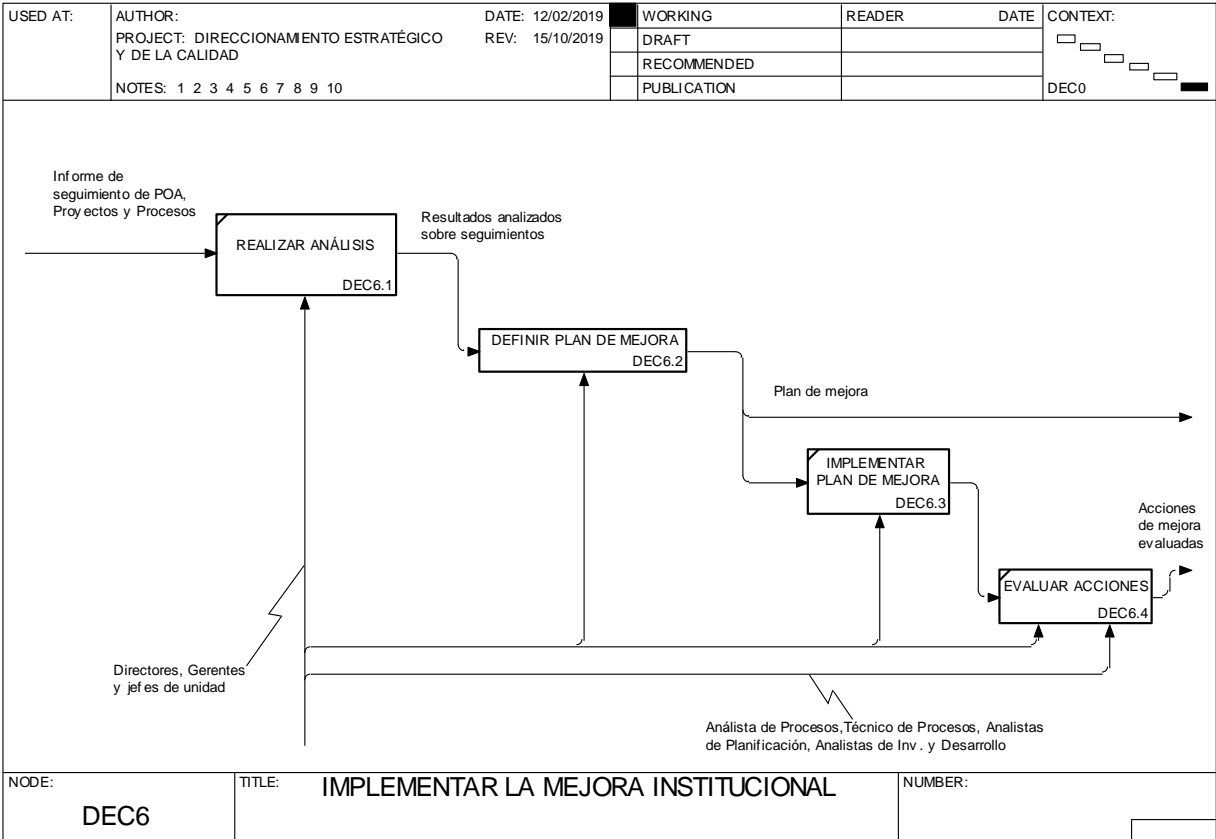 USED AT:
AUTHOR:
DATE: 12/02/2019
PROJECT: DIRECCIONAMIENTO ESTRATÉGICO
Y DE LA CALIDAD
REV: 15/10/2019
NOTES: 1 2 3 4 5 6 7 8 9 10
WORKING
DRAFT
RECOMMENDED
PUBLICATION
READER
DATE
CONTEXT:
DEC0
Informe de
seguimiento de POA,
Proyectos y Procesos
REALIZAR ANÁLISIS
DEC6.1
Resultados analizados
sobre seguimientos
DEFINIR PLAN DE MEJORA
DEC6.2
Plan de mejora
IMPLEMENTAR
PLAN DE MEJORA
DEC6.3
Acciones
de mejora
evaluadas
EVALUAR ACCIONES
DEC6.4
Directores, Gerentes
y jefes de unidad
Análista de Procesos,Técnico de Procesos, Analistas
de Planificación, Analistas de Inv. y Desarrollo
NODE:
DEC6
TITLE:
IMPLEMENTAR LA MEJORA INSTITUCIONAL
NUMBER: